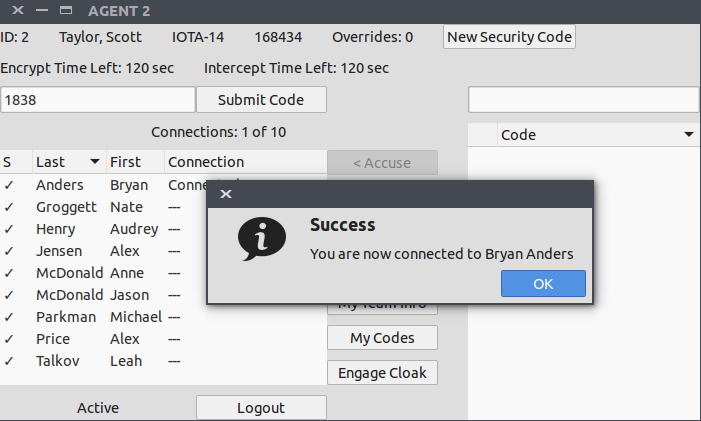 AGENT 2
ID: 2 Taylor, Scott IOTA-14 168434 Overrides: 0 New Security Code
Encrypt Time Left: 120 sec Intercept Time Left: 120 sec
1838 Submit Code
Connections: 1 of 10 Code
S Last First Connection < Accuse
✓ Anders Bryan
✓ Groggett Nate ---
✓ Henry Audrey ---
✓ Jensen Alex ---
✓ McDonald Anne ---
✓ McDonald Jason ---
✓ Parkman Michael ---
✓ Price Alex ---
✓ Talkov Leah ---
Success
You are now connected to Bryan Anders
OK
My Team Info
My Codes
Engage Cloak
Active Logout